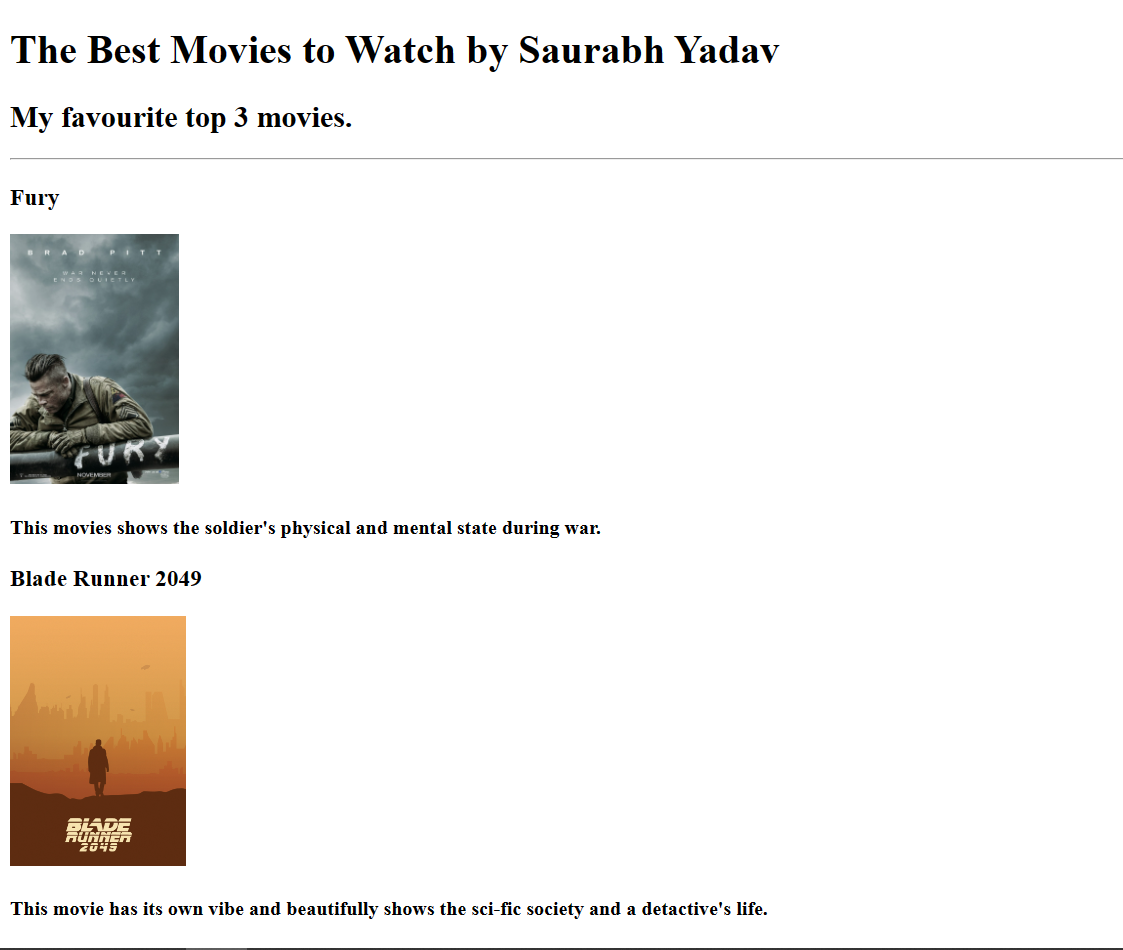 The Best Movies to Watch by Saurabh Yadav
My favourite top 3 movies.
Fury
BRAD PITT
WAR NEVER
ENDS QUIETLY
FURY
NOVEMBER
This movies shows the soldier's physical and mental state during war.
Blade Runner 2049
BLADE
RUNNER
2049
This movie has its own vibe and beautifully shows the sci-fic society and a detactive's life.